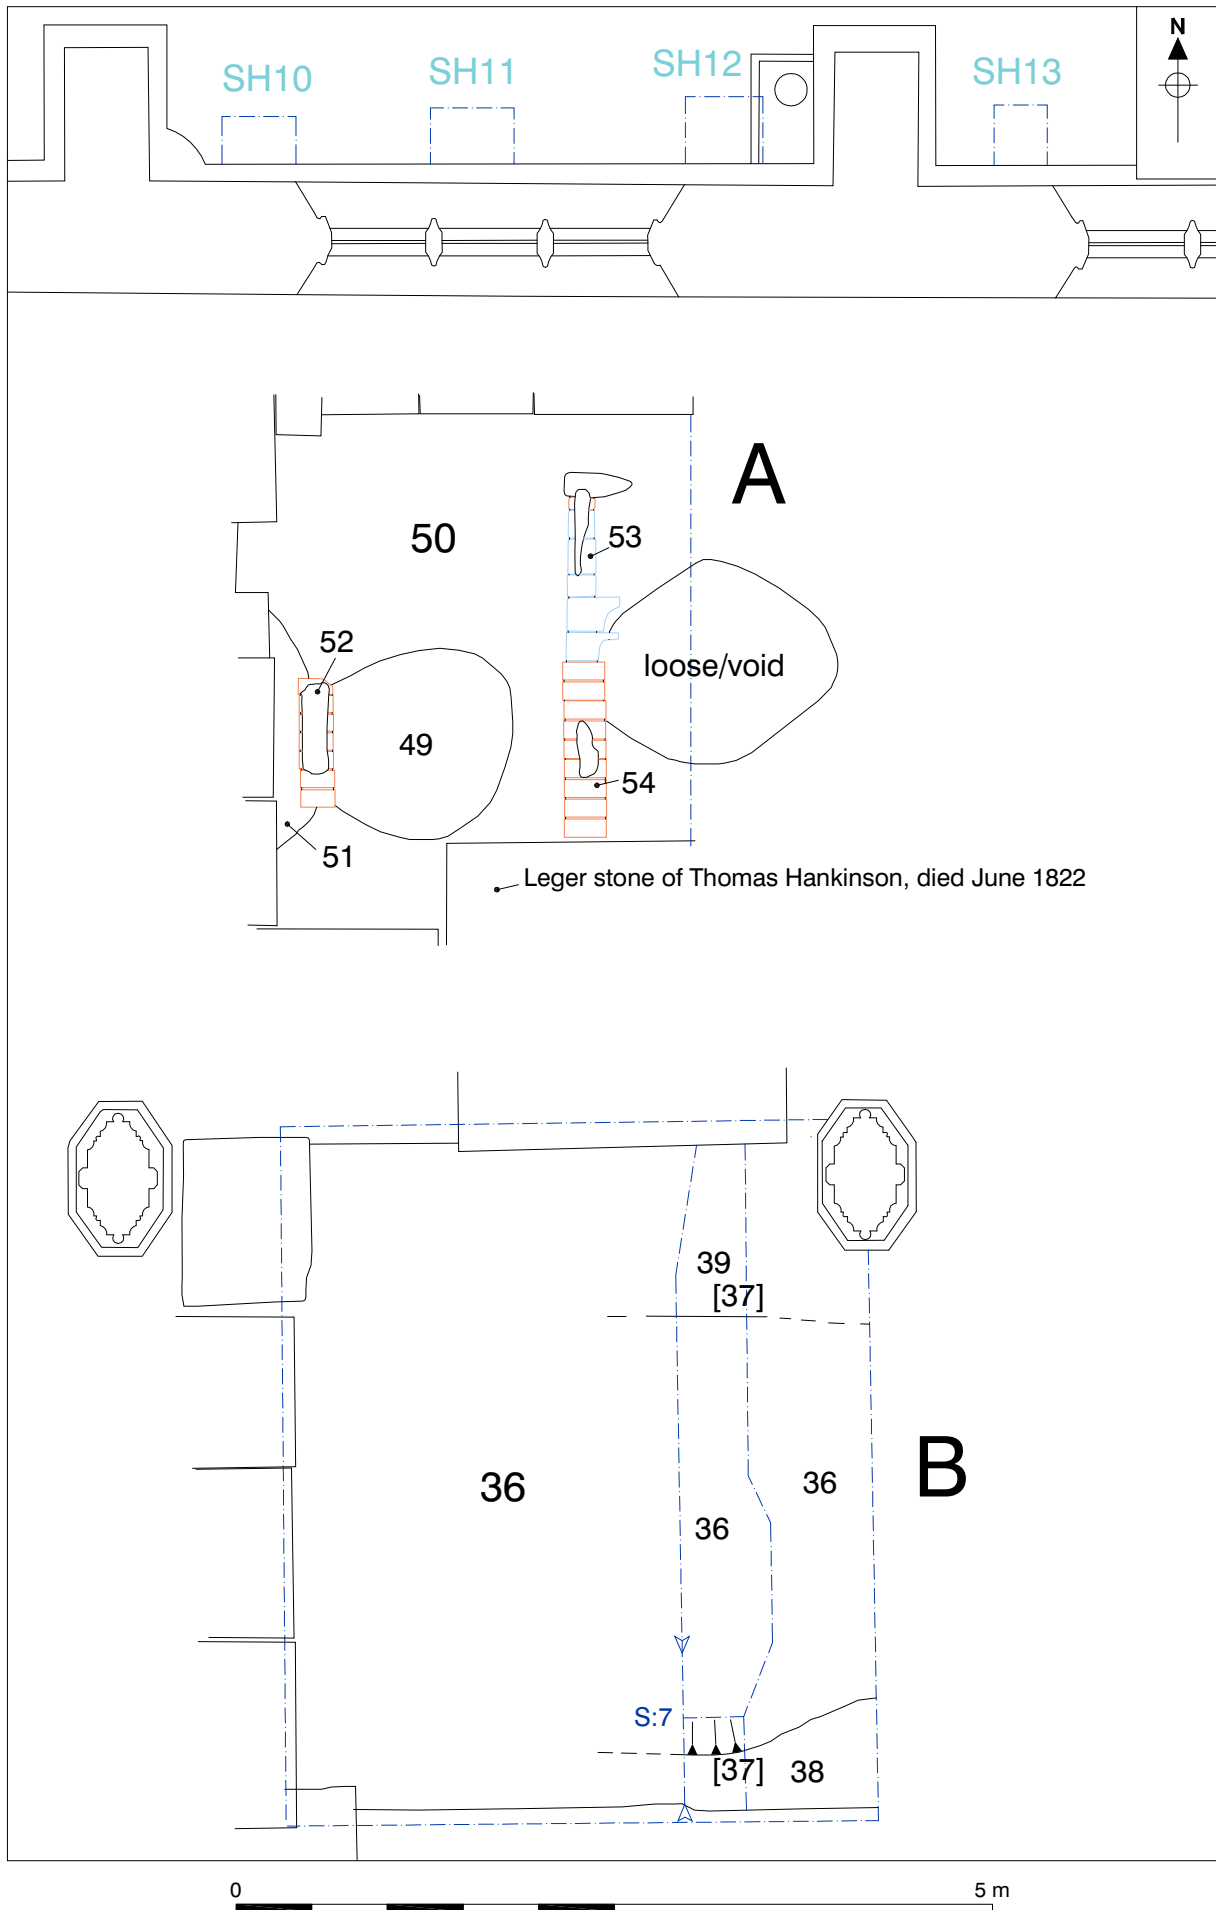 N
SH10
SH11
SH12
SH13
A
50
53
52
loose/void
49
54
51
Leger stone of Thomas Hankinson, died June 1822
39
[37]
B
36
36
36
S:7
[37]
38
0
5 m